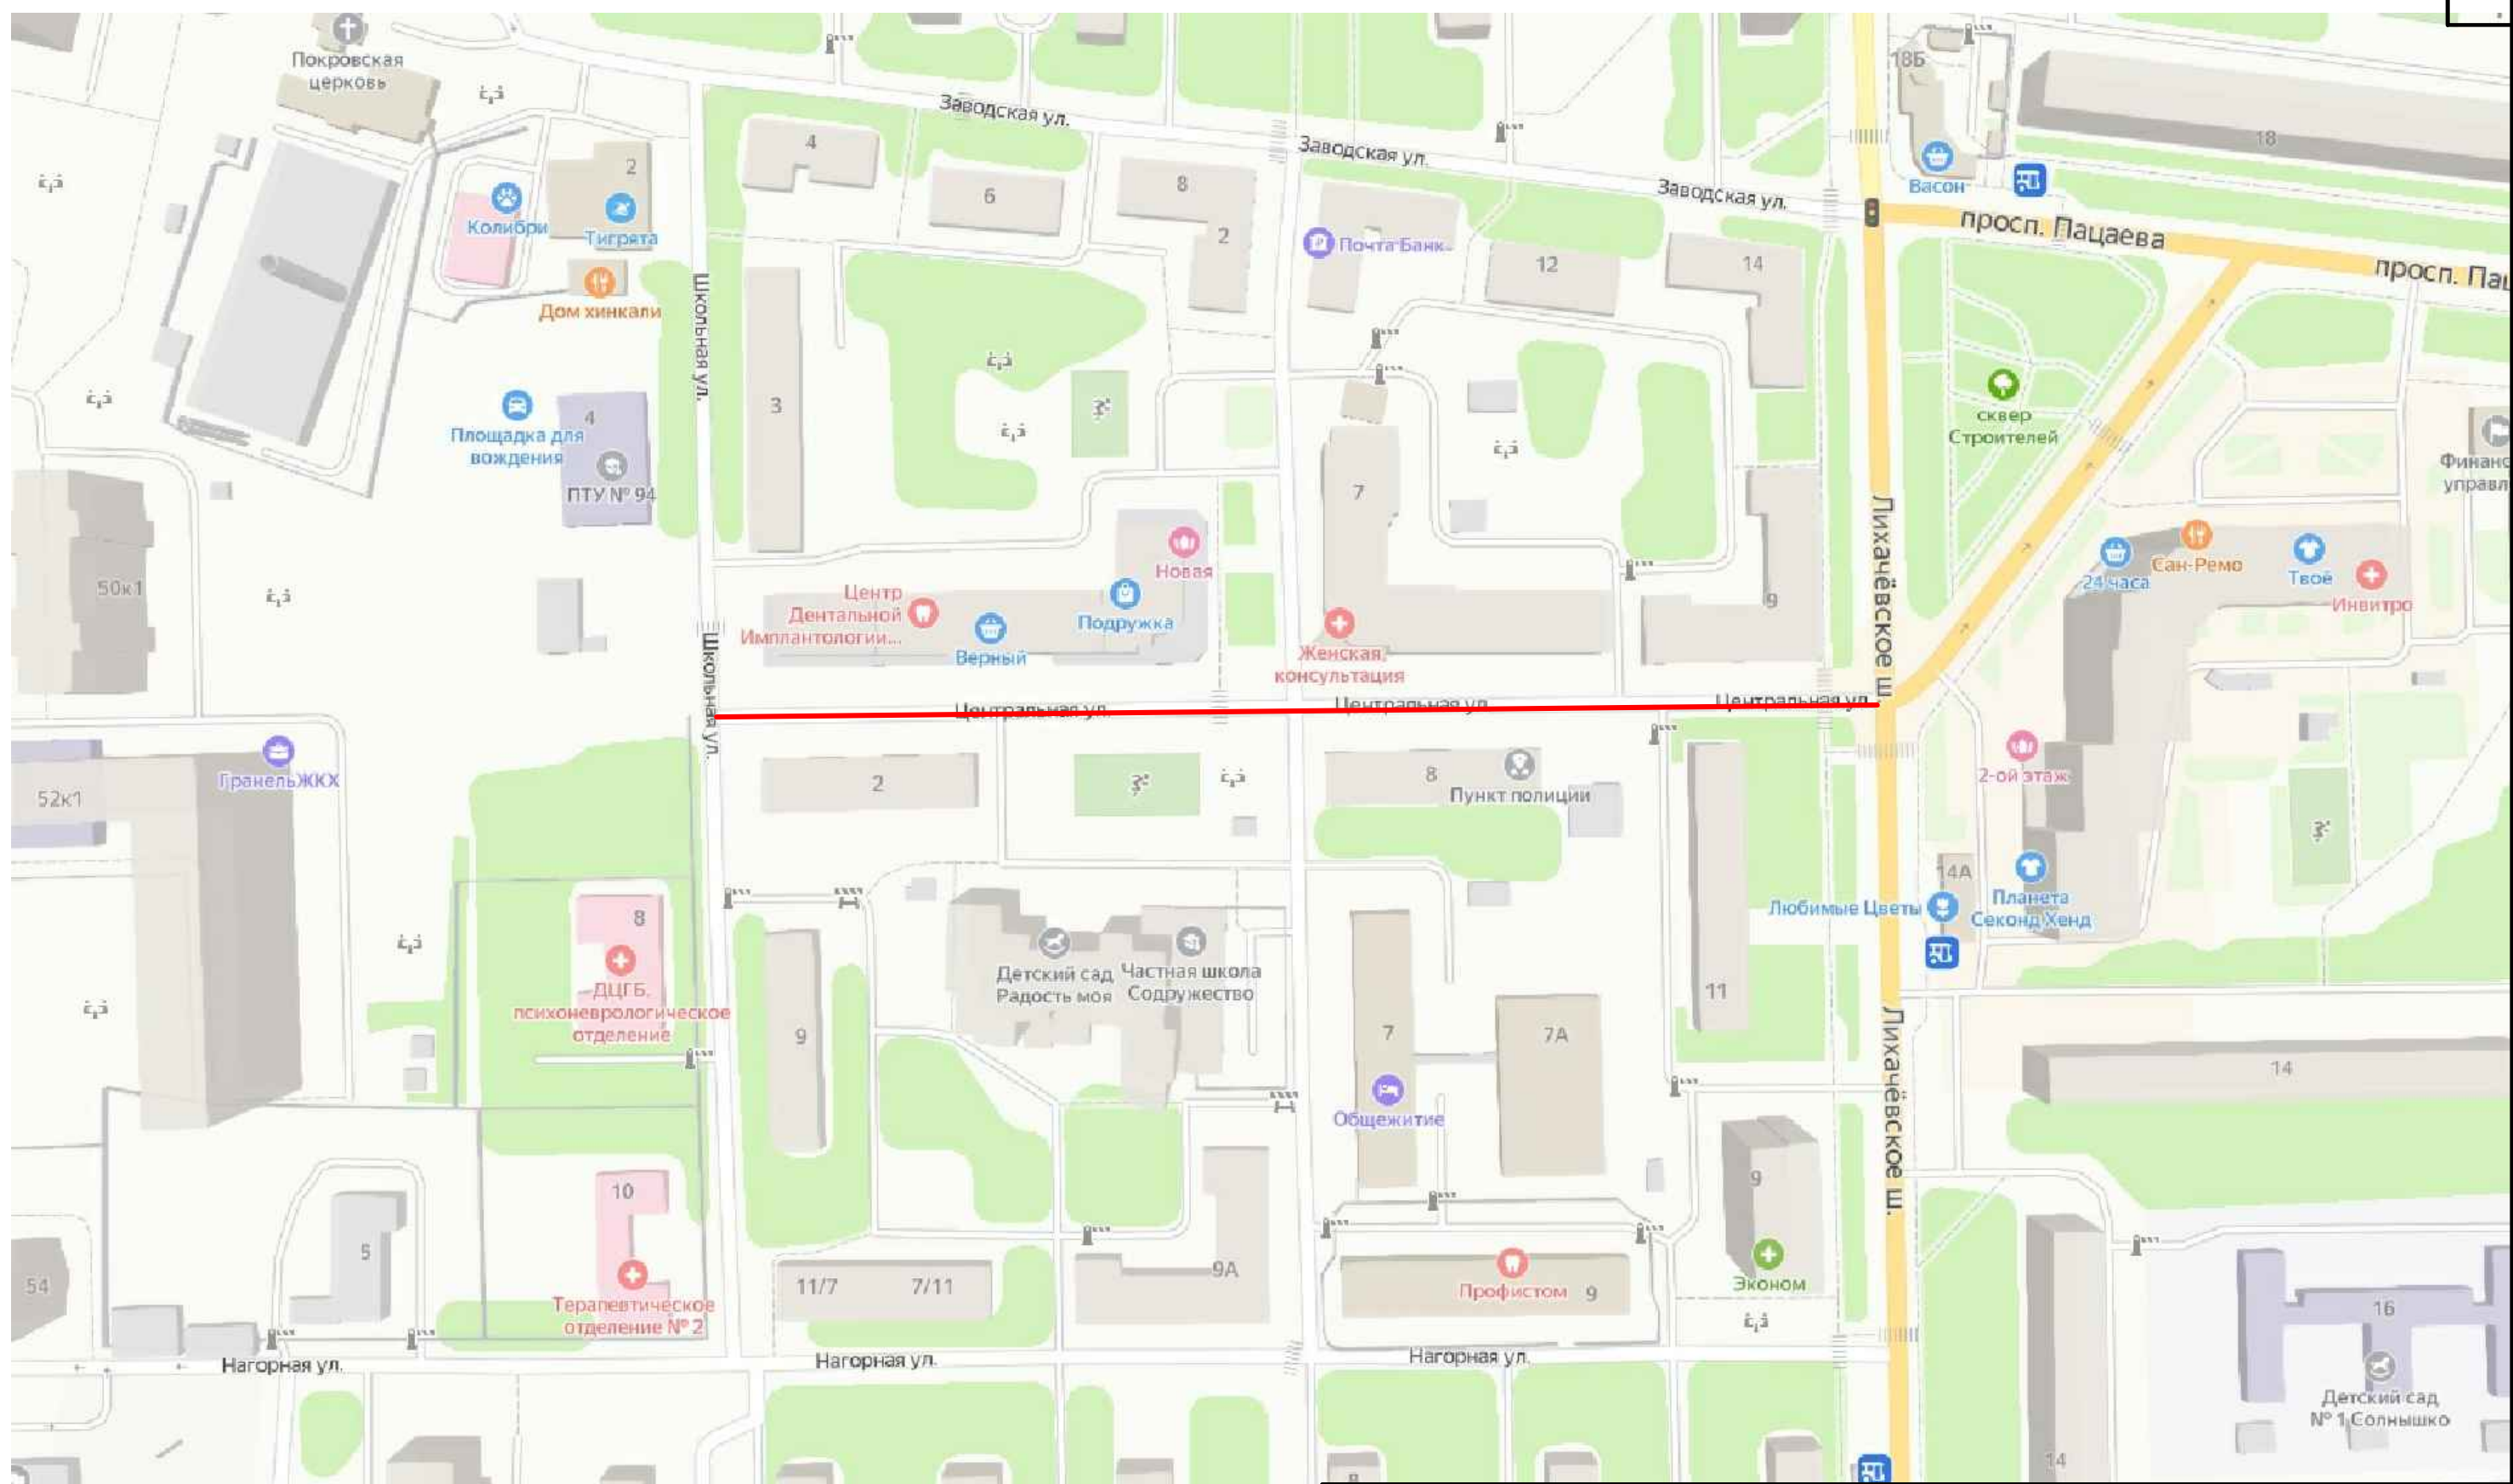 Покровская
церковь
Заводская ул.
Заводская ул.
Заводская ул.
18Б
18
Васон
просп. Пацаева
просп. Пац
4
6
8
2
2
Колибри
Тигрята
Дом хинкали
Почта Банк
12
14
Школьная ул.
3
Площадка для
вождения
4
ПТУ № 94
7
сквер
Строителей
Финанс
управл
Лихачёвское ш.
50к1
Новая
Центр
Дентальной
Имплантологии...
Верный
Подружка
Женская
консультация
9
24 часа
Сан-Ремо
Твоё
Инвитро
Школьная ул.
Центральная ул.
Центральная ул.
Центральная ул.
ГранельЖКХ
52к1
2
8
Пункт полиции
2-ой этаж
14А
Любимые Цветы
Планета
Секонд Хенд
8
ДЦГБ,
психоневрологическое
отделение
9
Детский сад
Радость моя
Частная школа
Содружество
7
7А
11
Общежитие
Лихачёвское ш.
14
10
5
54
Терапевтическое
отделение № 2
11/7
7/11
9А
Профистом
9
9
Эконом
16
Нагорная ул.
Нагорная ул.
Нагорная ул.
Детский сад
№ 1 Солнышко
14
8